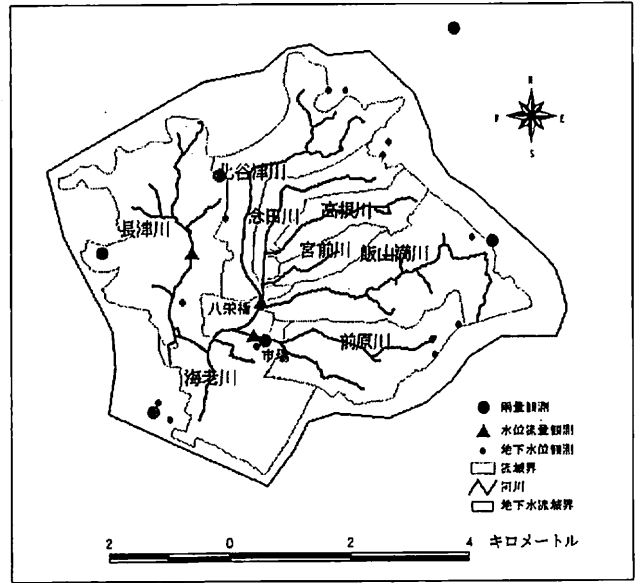 N
E
S
北谷津川
念田川
高根川
長津川
宮前川
飯山満川
八栄橋
前原川
市場
海老川
雨量観測
水位流量観測
地下水位観測
流域界
河川
地下水流域界
2 0 2 4 キロメートル